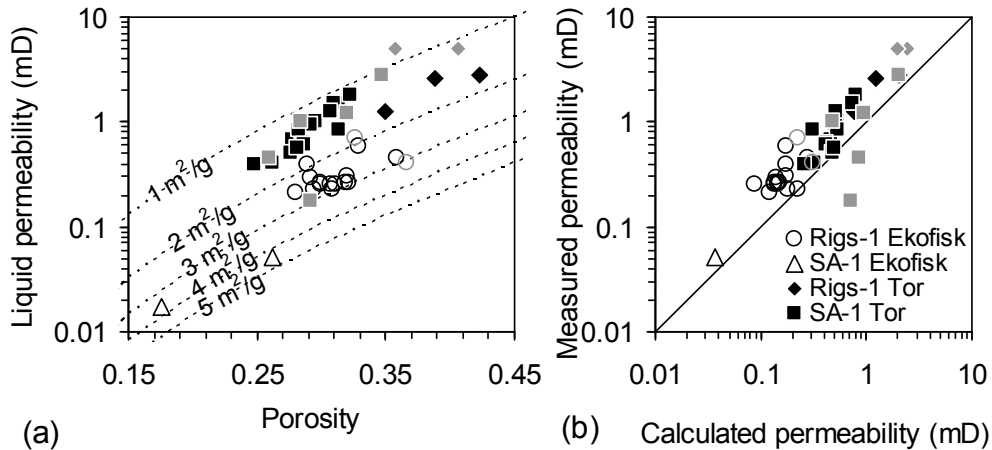 10
1
0.1
0.01
Liquid permeability (mD)
1 m²/g
2 m²/g
3 m²/g
4 m²/g
5 m²/g
0.15 0.25 0.35 0.45
Porosity
(a)
10
1
0.1
0.01
Measured permeability (mD)
Rigs-1 Ekofisk
SA-1 Ekofisk
Rigs-1 Tor
SA-1 Tor
0.01 0.1 1 10
Calculated permeability (mD)
(b)